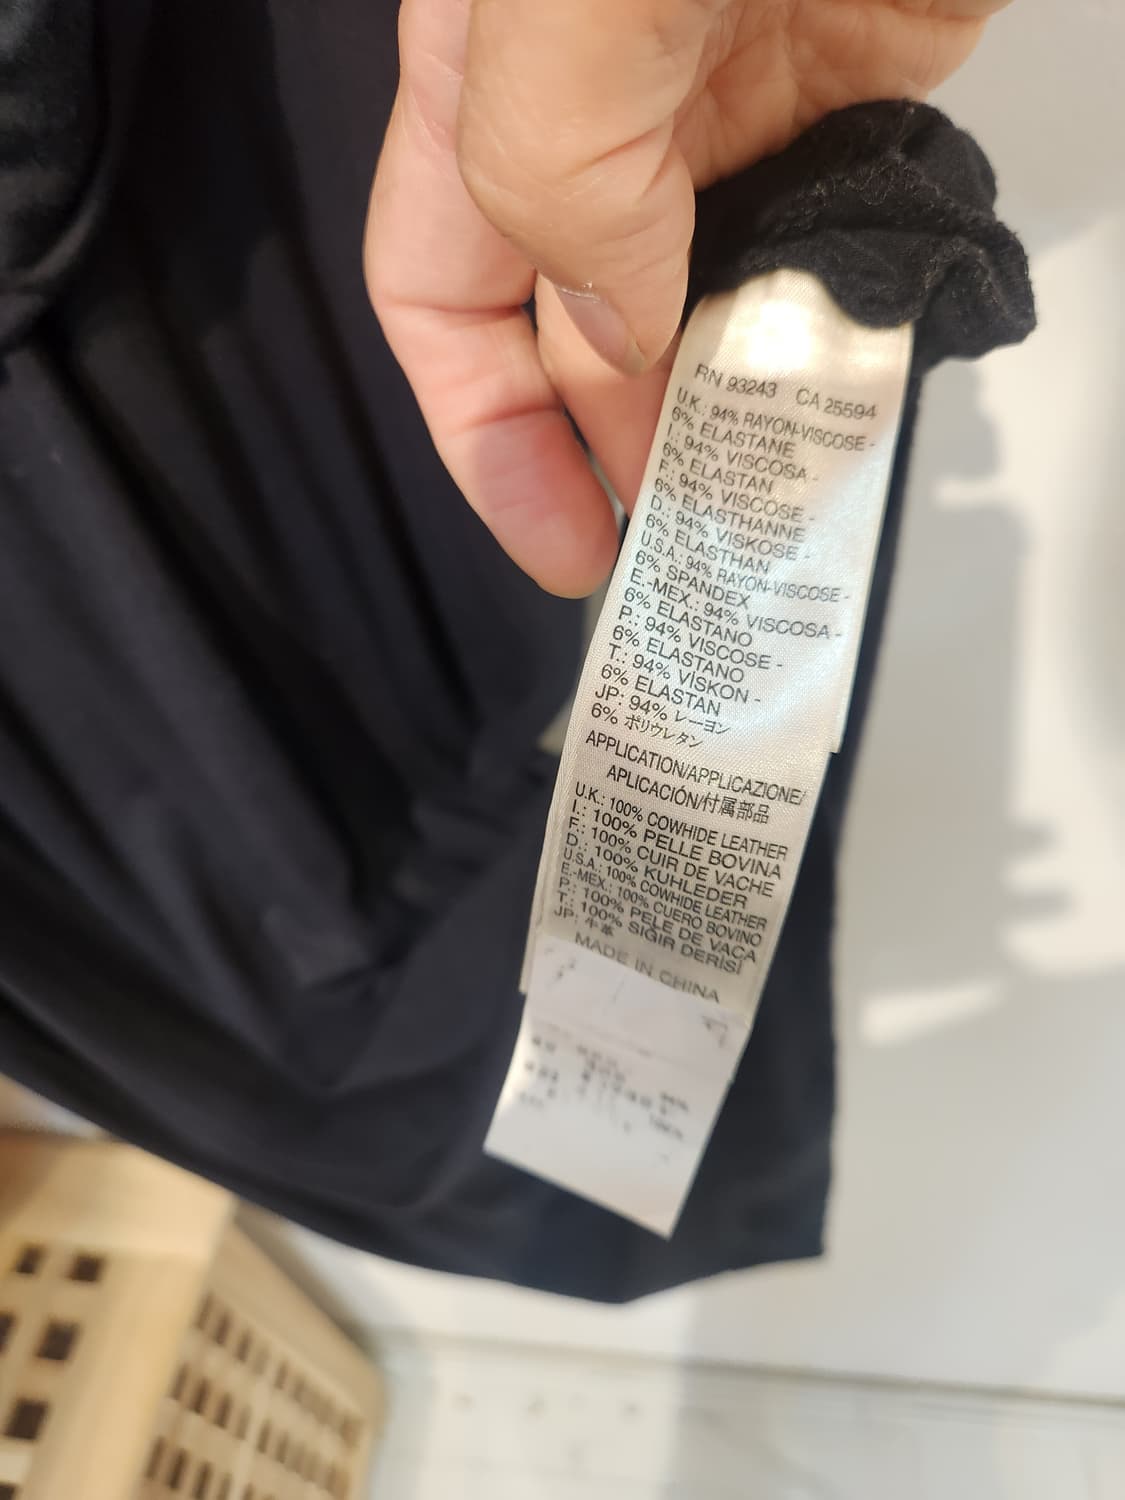 RN 93243 CA 25594
U.K.: 94% RAYON-VISCOSE -
6% ELASTANE
I.: 94% VISCOSA -
6% ELASTAN
F.: 94% VISCOSE -
6% ELASTHANNE
D.: 94% VISKOSE -
6% ELASTHAN
U.S.A.: 94% RAYON-VISCOSE -
6% SPANDEX
E.-MEX.: 94% VISCOSA -
6% ELASTANO
P.: 94% VISCOSE -
6% ELASTANO
T.: 94% VİSKON -
6% ELASTAN
JP: 94% レーヨン
6% ポリウレタン
APPLICATION/APPLICAZIONE/
APLICACIÓN/付属部品
U.K.: 100% COWHIDE LEATHER
I.: 100% PELLE BOVINA
F.: 100% CUIR DE VACHE
D.: 100% KUHLEDER
U.S.A.: 100% COWHIDE LEATHER
E.-MEX.: 100% CUERO BOVINO
P.: 100% PELE DE VACA
T.: 100% SIĞIR DERİSİ
JP: 牛革
MADE IN CHINA